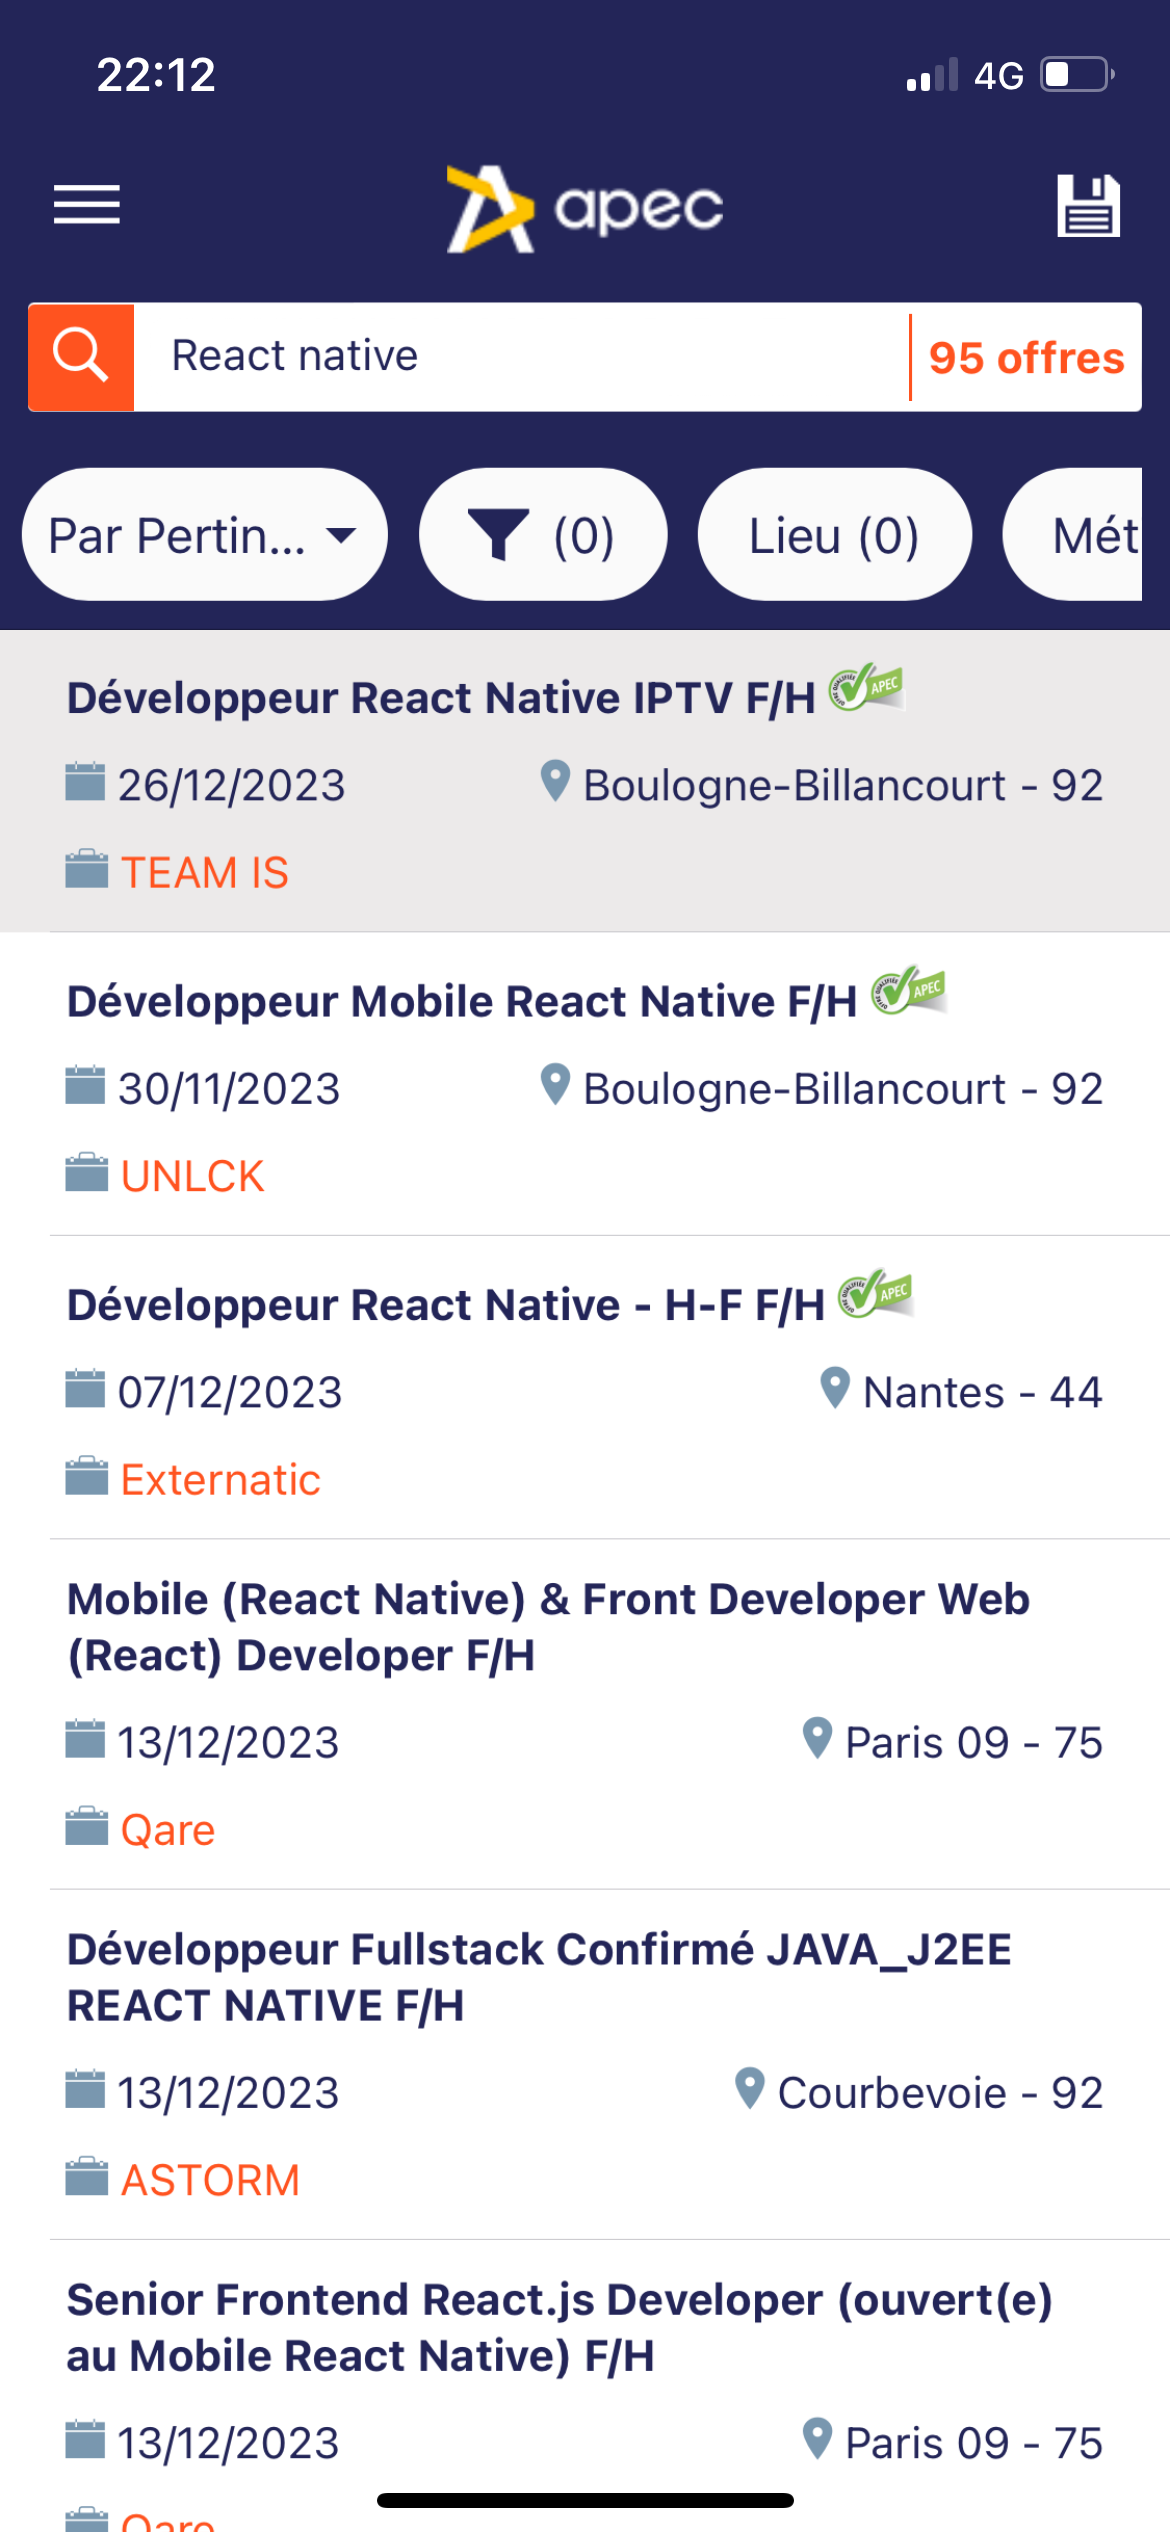 22:12 4G
apec
React native 95 offres
Par Pertin... (0) Lieu (0) Mét
Développeur React Native IPTV F/H APEC
26/12/2023 Boulogne-Billancourt - 92
TEAM IS
Développeur Mobile React Native F/H APEC
30/11/2023 Boulogne-Billancourt - 92
UNLCK
Développeur React Native - H-F F/H APEC
07/12/2023 Nantes - 44
Externatic
Mobile (React Native) & Front Developer Web
(React) Developer F/H
13/12/2023 Paris 09 - 75
Qare
Développeur Fullstack Confirmé JAVA_J2EE
REACT NATIVE F/H
13/12/2023 Courbevoie - 92
ASTORM
Senior Frontend React.js Developer (ouvert(e)
au Mobile React Native) F/H
13/12/2023 Paris 09 - 75
Qare